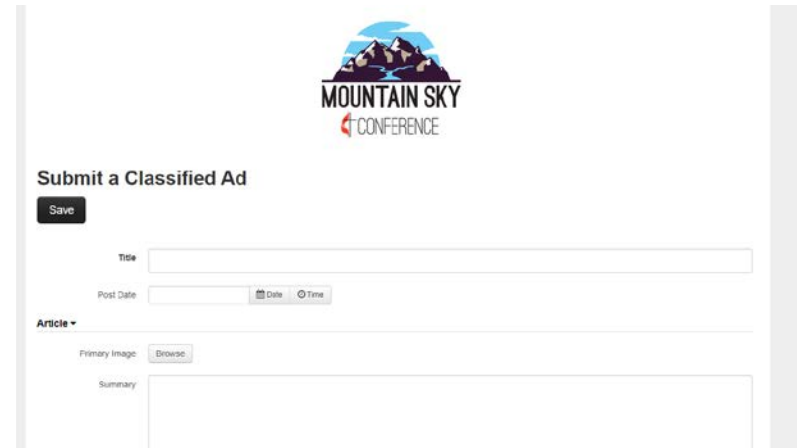 MOUNTAIN SKY
CONFERENCE
Submit a Classified Ad
Save
Title
Post Date
Date
Time
Article
Primary Image
Browse
Summary